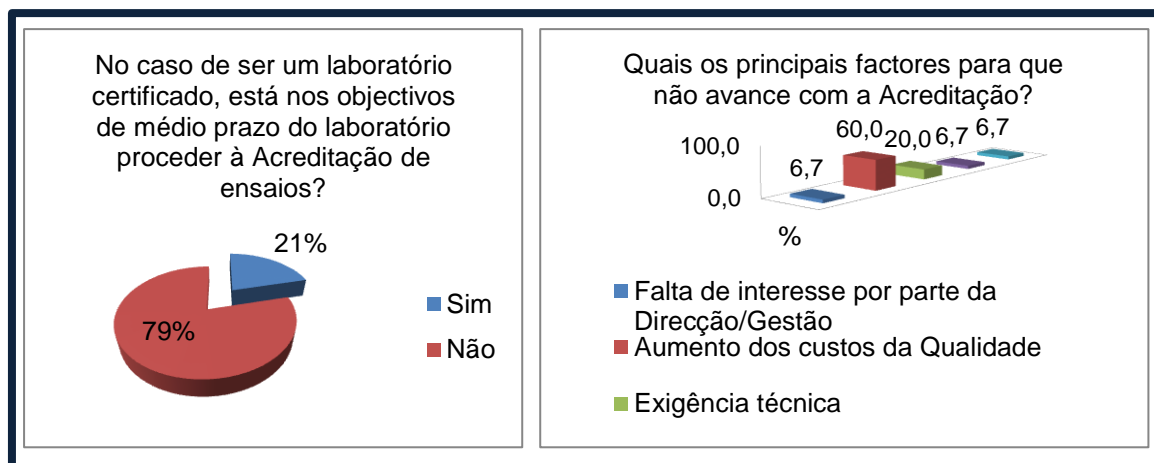 No caso de ser um laboratório
certificado, está nos objectivos
de médio prazo do laboratório
proceder à Acreditação de
ensaios?
21%
79%
Sim
Não
Quais os principais factores para que
não avance com a Acreditação?
100,0
0,0
6,7
60,0
20,0
6,7
6,7
%
Falta de interesse por parte da
Direcção/Gestão
Aumento dos custos da Qualidade
Exigência técnica